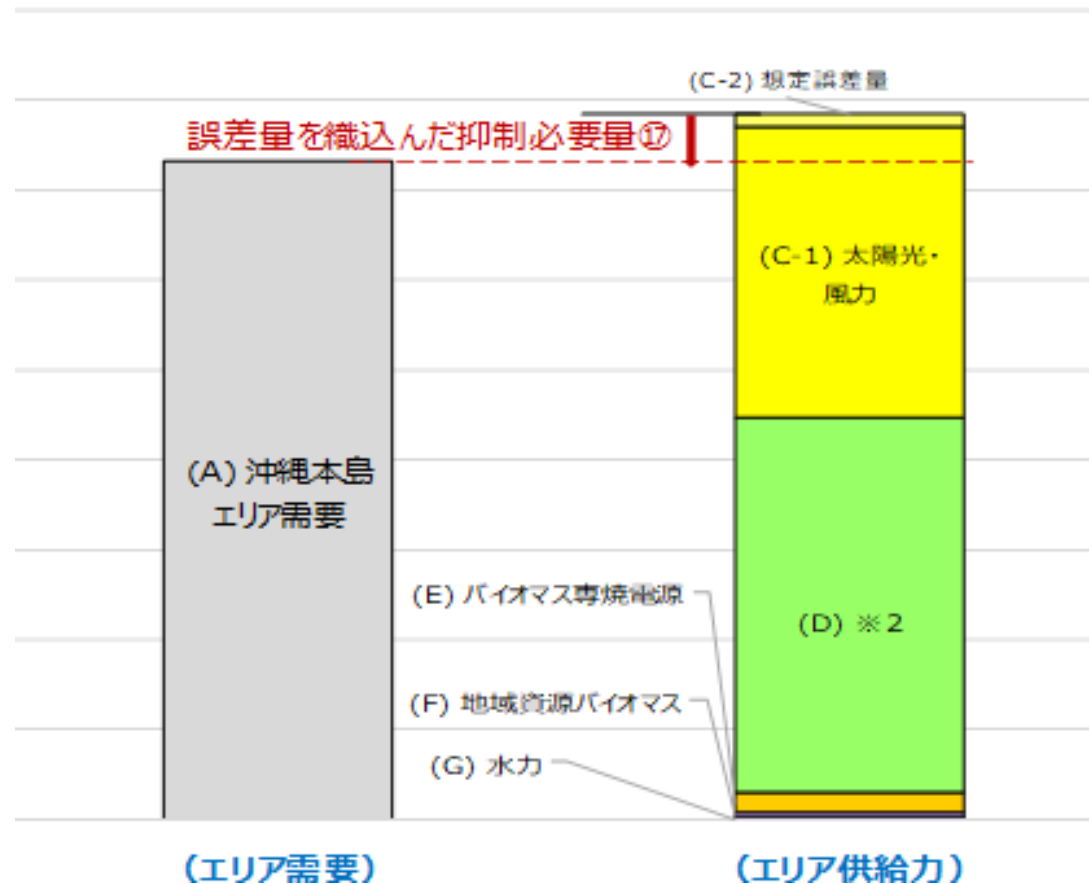 (C-2) 想定誤差量
誤差量を織込んだ抑制必要量⑰
(C-1) 太陽光・
風力
(A) 沖縄本島
エリア需要
(E) バイオマス専焼電源
(D) ※2
(F) 地域資源バイオマス
(G) 水力
(エリア需要)
(エリア供給力)